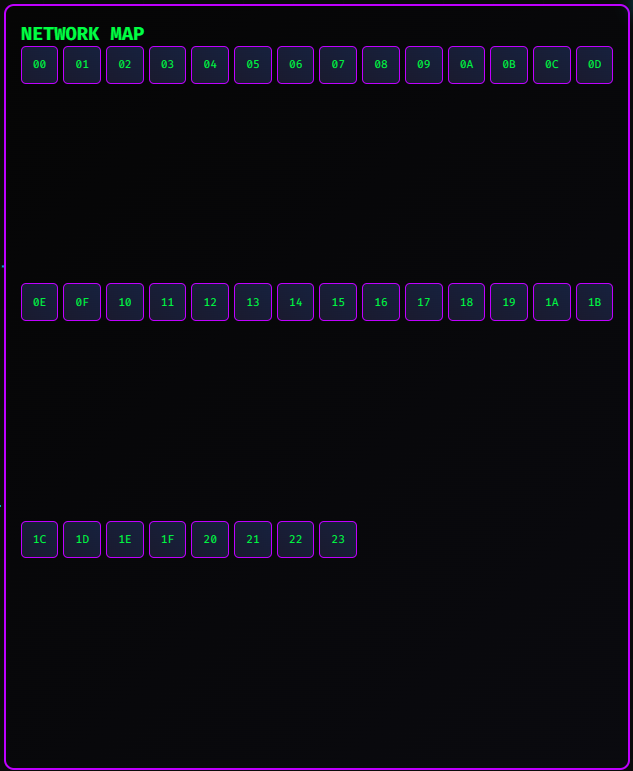 NETWORK MAP
00 01 02 03 04 05 06 07 08 09 0A 0B 0C 0D
0E 0F 10 11 12 13 14 15 16 17 18 19 1A 1B
1C 1D 1E 1F 20 21 22 23